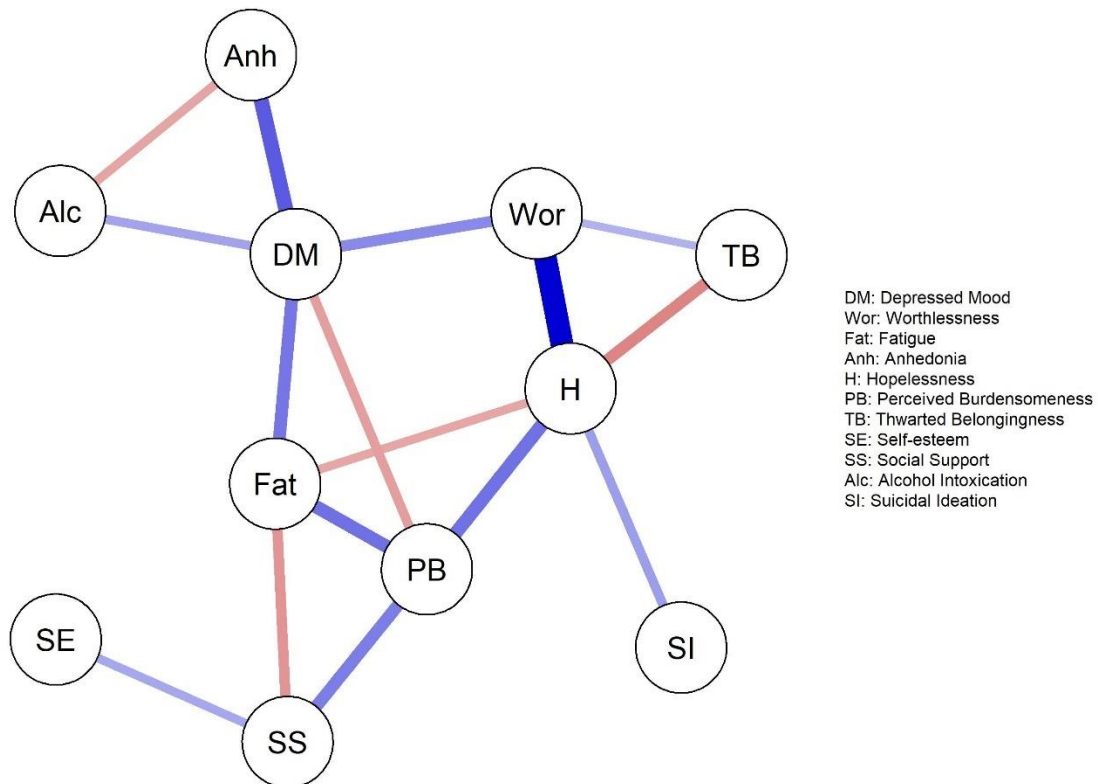 Anh
Alc
Wor
DM
TB
H
Fat
PB
SE
SI
SS
DM: Depressed Mood
Wor: Worthlessness
Fat: Fatigue
Anh: Anhedonia
H: Hopelessness
PB: Perceived Burdensomeness
TB: Thwarted Belongingness
SE: Self-esteem
SS: Social Support
Alc: Alcohol Intoxication
SI: Suicidal Ideation